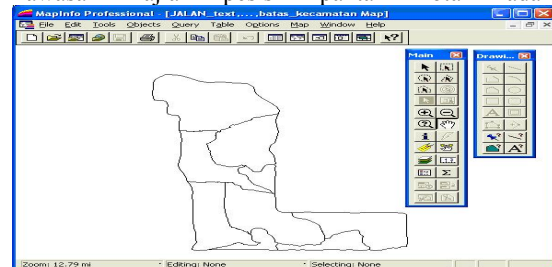 MapInfo Professional - [JALAN_text,...,batas_kecamatan Map]
File Edit Tools Objects Query Table Options Map Window Help
Main
Drawi...
Zoom: 12.79 mi
Editing: None
Selecting: None